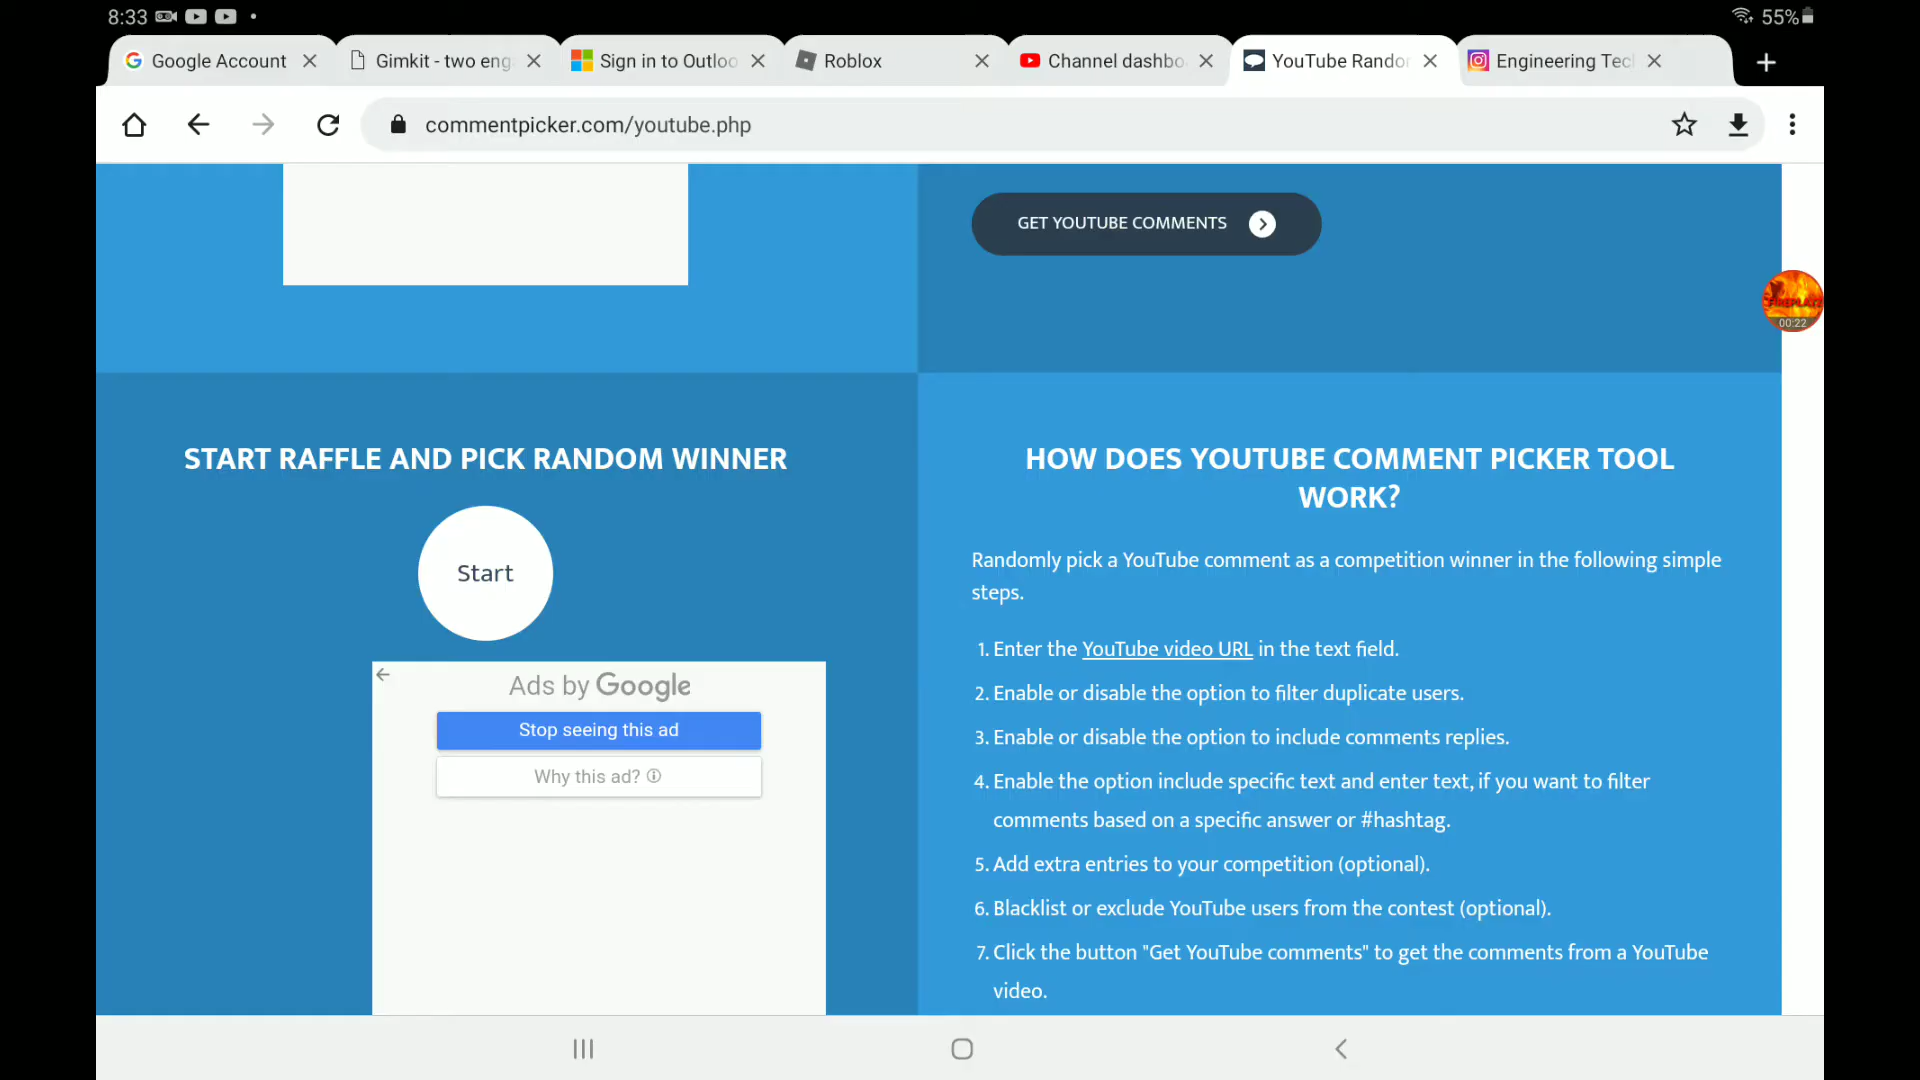 8:33
55%
Google Account
Gimkit - two eng
Sign in to Outloo
Roblox
Channel dashbo
YouTube Rando
Engineering Tec
commentpicker.com/youtube.php
GET YOUTUBE COMMENTS
00:22
START RAFFLE AND PICK RANDOM WINNER
Start
Ads by Google
Stop seeing this ad
Why this ad?
HOW DOES YOUTUBE COMMENT PICKER TOOL
WORK?
Randomly pick a YouTube comment as a competition winner in the following simple
steps.
1. Enter the YouTube video URL in the text field.
2. Enable or disable the option to filter duplicate users.
3. Enable or disable the option to include comments replies.
4. Enable the option include specific text and enter text, if you want to filter
comments based on a specific answer or #hashtag.
5. Add extra entries to your competition (optional).
6. Blacklist or exclude YouTube users from the contest (optional).
7. Click the button "Get YouTube comments" to get the comments from a YouTube
video.